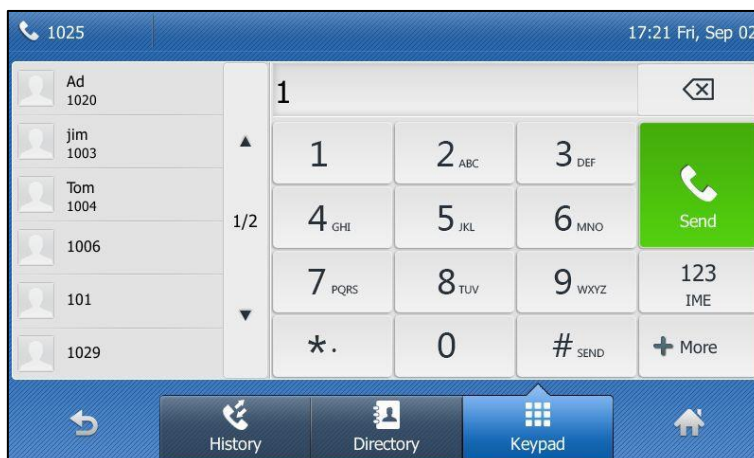 1025
17:21 Fri, Sep 02
Ad
1020
jim
1003
Tom
1004
1006
101
1029
1/2
1
1
2 ABC
3 DEF
Send
4 GHI
5 JKL
6 MNO
7 PQRS
8 TUV
9 WXYZ
123
IME
*.
0
# SEND
+ More
History
Directory
Keypad